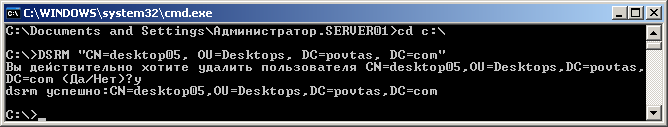 C:\WINDOWS\system32\cmd.exe
C:\Documents and Settings\Администратор.SERVER01>cd c:\
C:\>DSRM "CN=desktop05, OU=Desktops, DC=povtas, DC=com"
Вы действительно хотите удалить пользователя CN=desktop05,OU=Desktops,DC=povtas,
DC=com (Да/Нет)?y
dsrm успешно:CN=desktop05,OU=Desktops,DC=povtas,DC=com
C:\>_